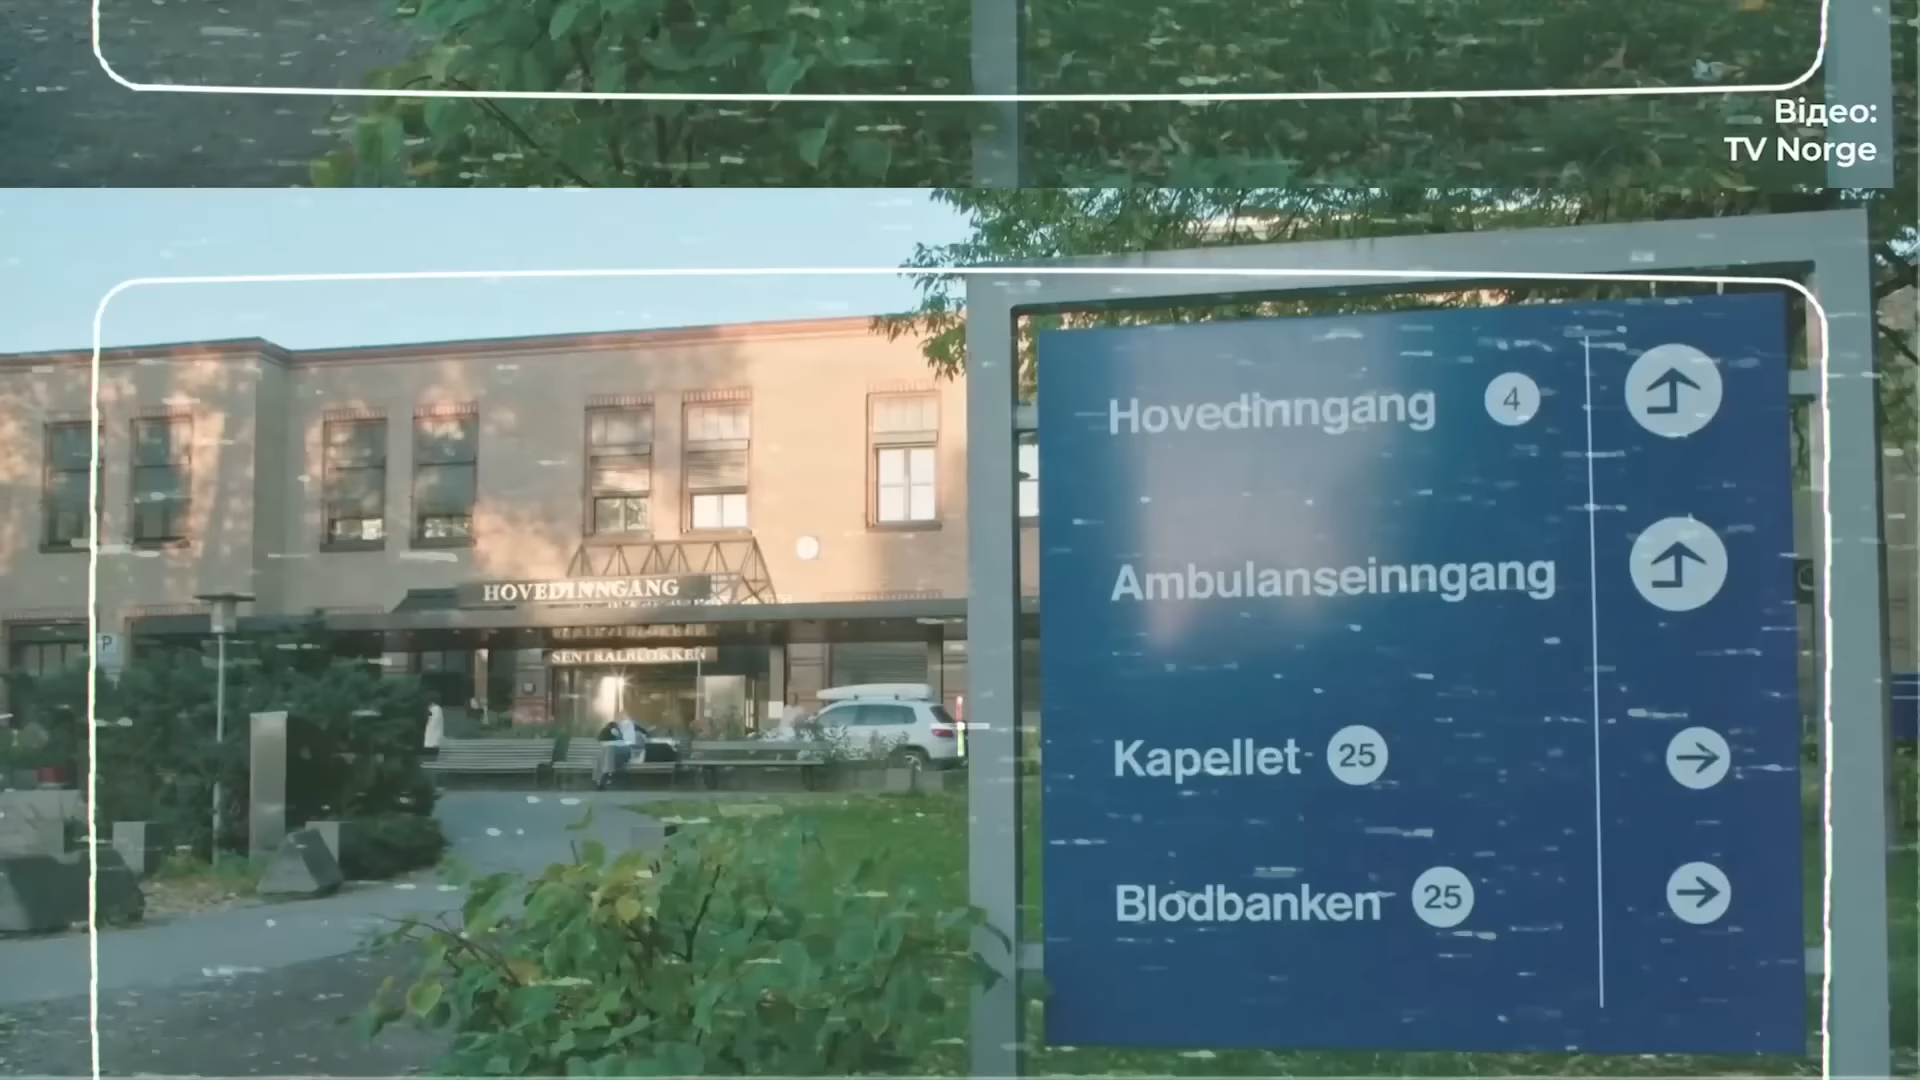 Відео:
TV Norge
Hovedinngang 4
Ambulanseinngang
Kapellet 25
Blodbanken 25
HOVEDINNGANG
SENTRALBLOKKEN
P